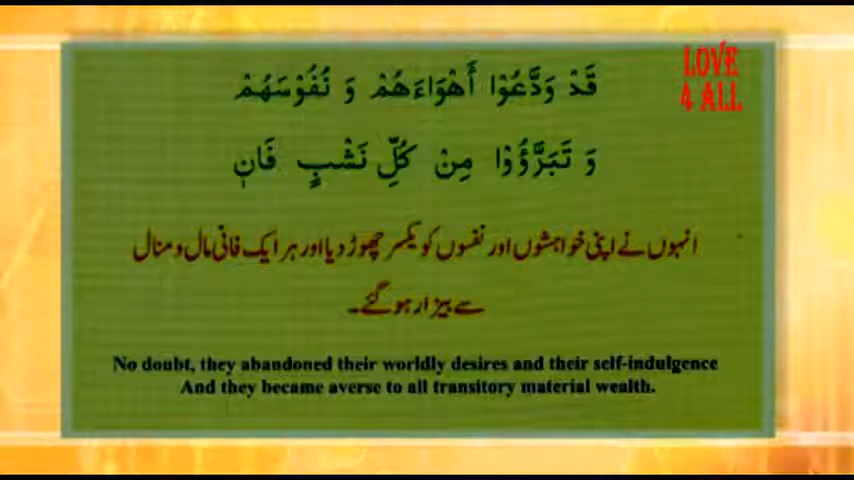 LOVE
4 ALL
قَدْ وَدَّعُوْا أَهْوَاءَهُمْ وَ نُفُوْسَهُمْ
وَ تَبَرَّؤُوْا مِنْ كُلِّ نَشْبٍ فَانٖ
انہوں نے اپنی خواہشوں اور نفسوں کو یکسر چھوڑ دیا اور ہر ایک فانی مال و منال
سے بیزار ہو گئے۔
No doubt, they abandoned their worldly desires and their self-indulgence
And they became averse to all transitory material wealth.